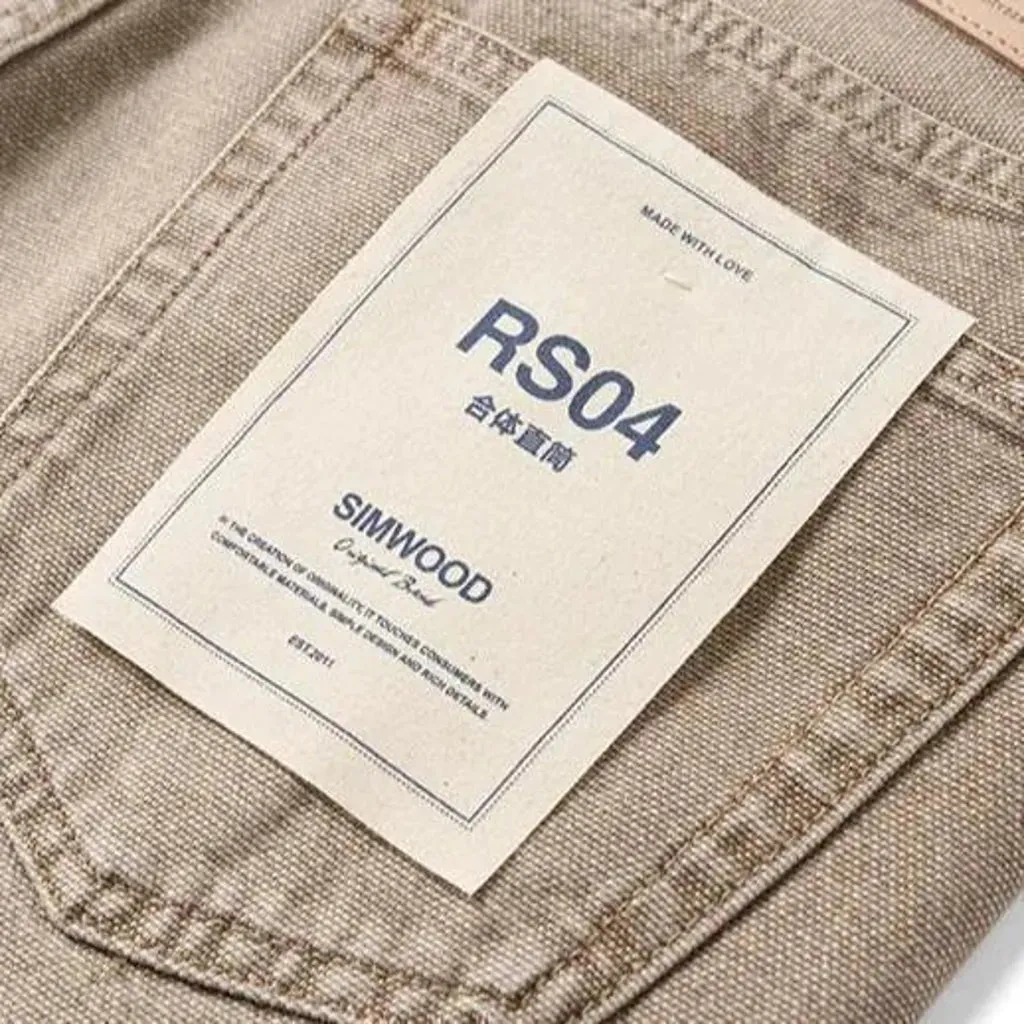 MADE WITH LOVE
RS04
合体直筒
SIMWOOD
Original Brand
IN THE CREATION OF ORIGINALITY, IT TOUCHES CONSUMERS WITH
COMFORTABLE MATERIALS, SIMPLE DESIGN AND RICH DETAILS.
EST.2011